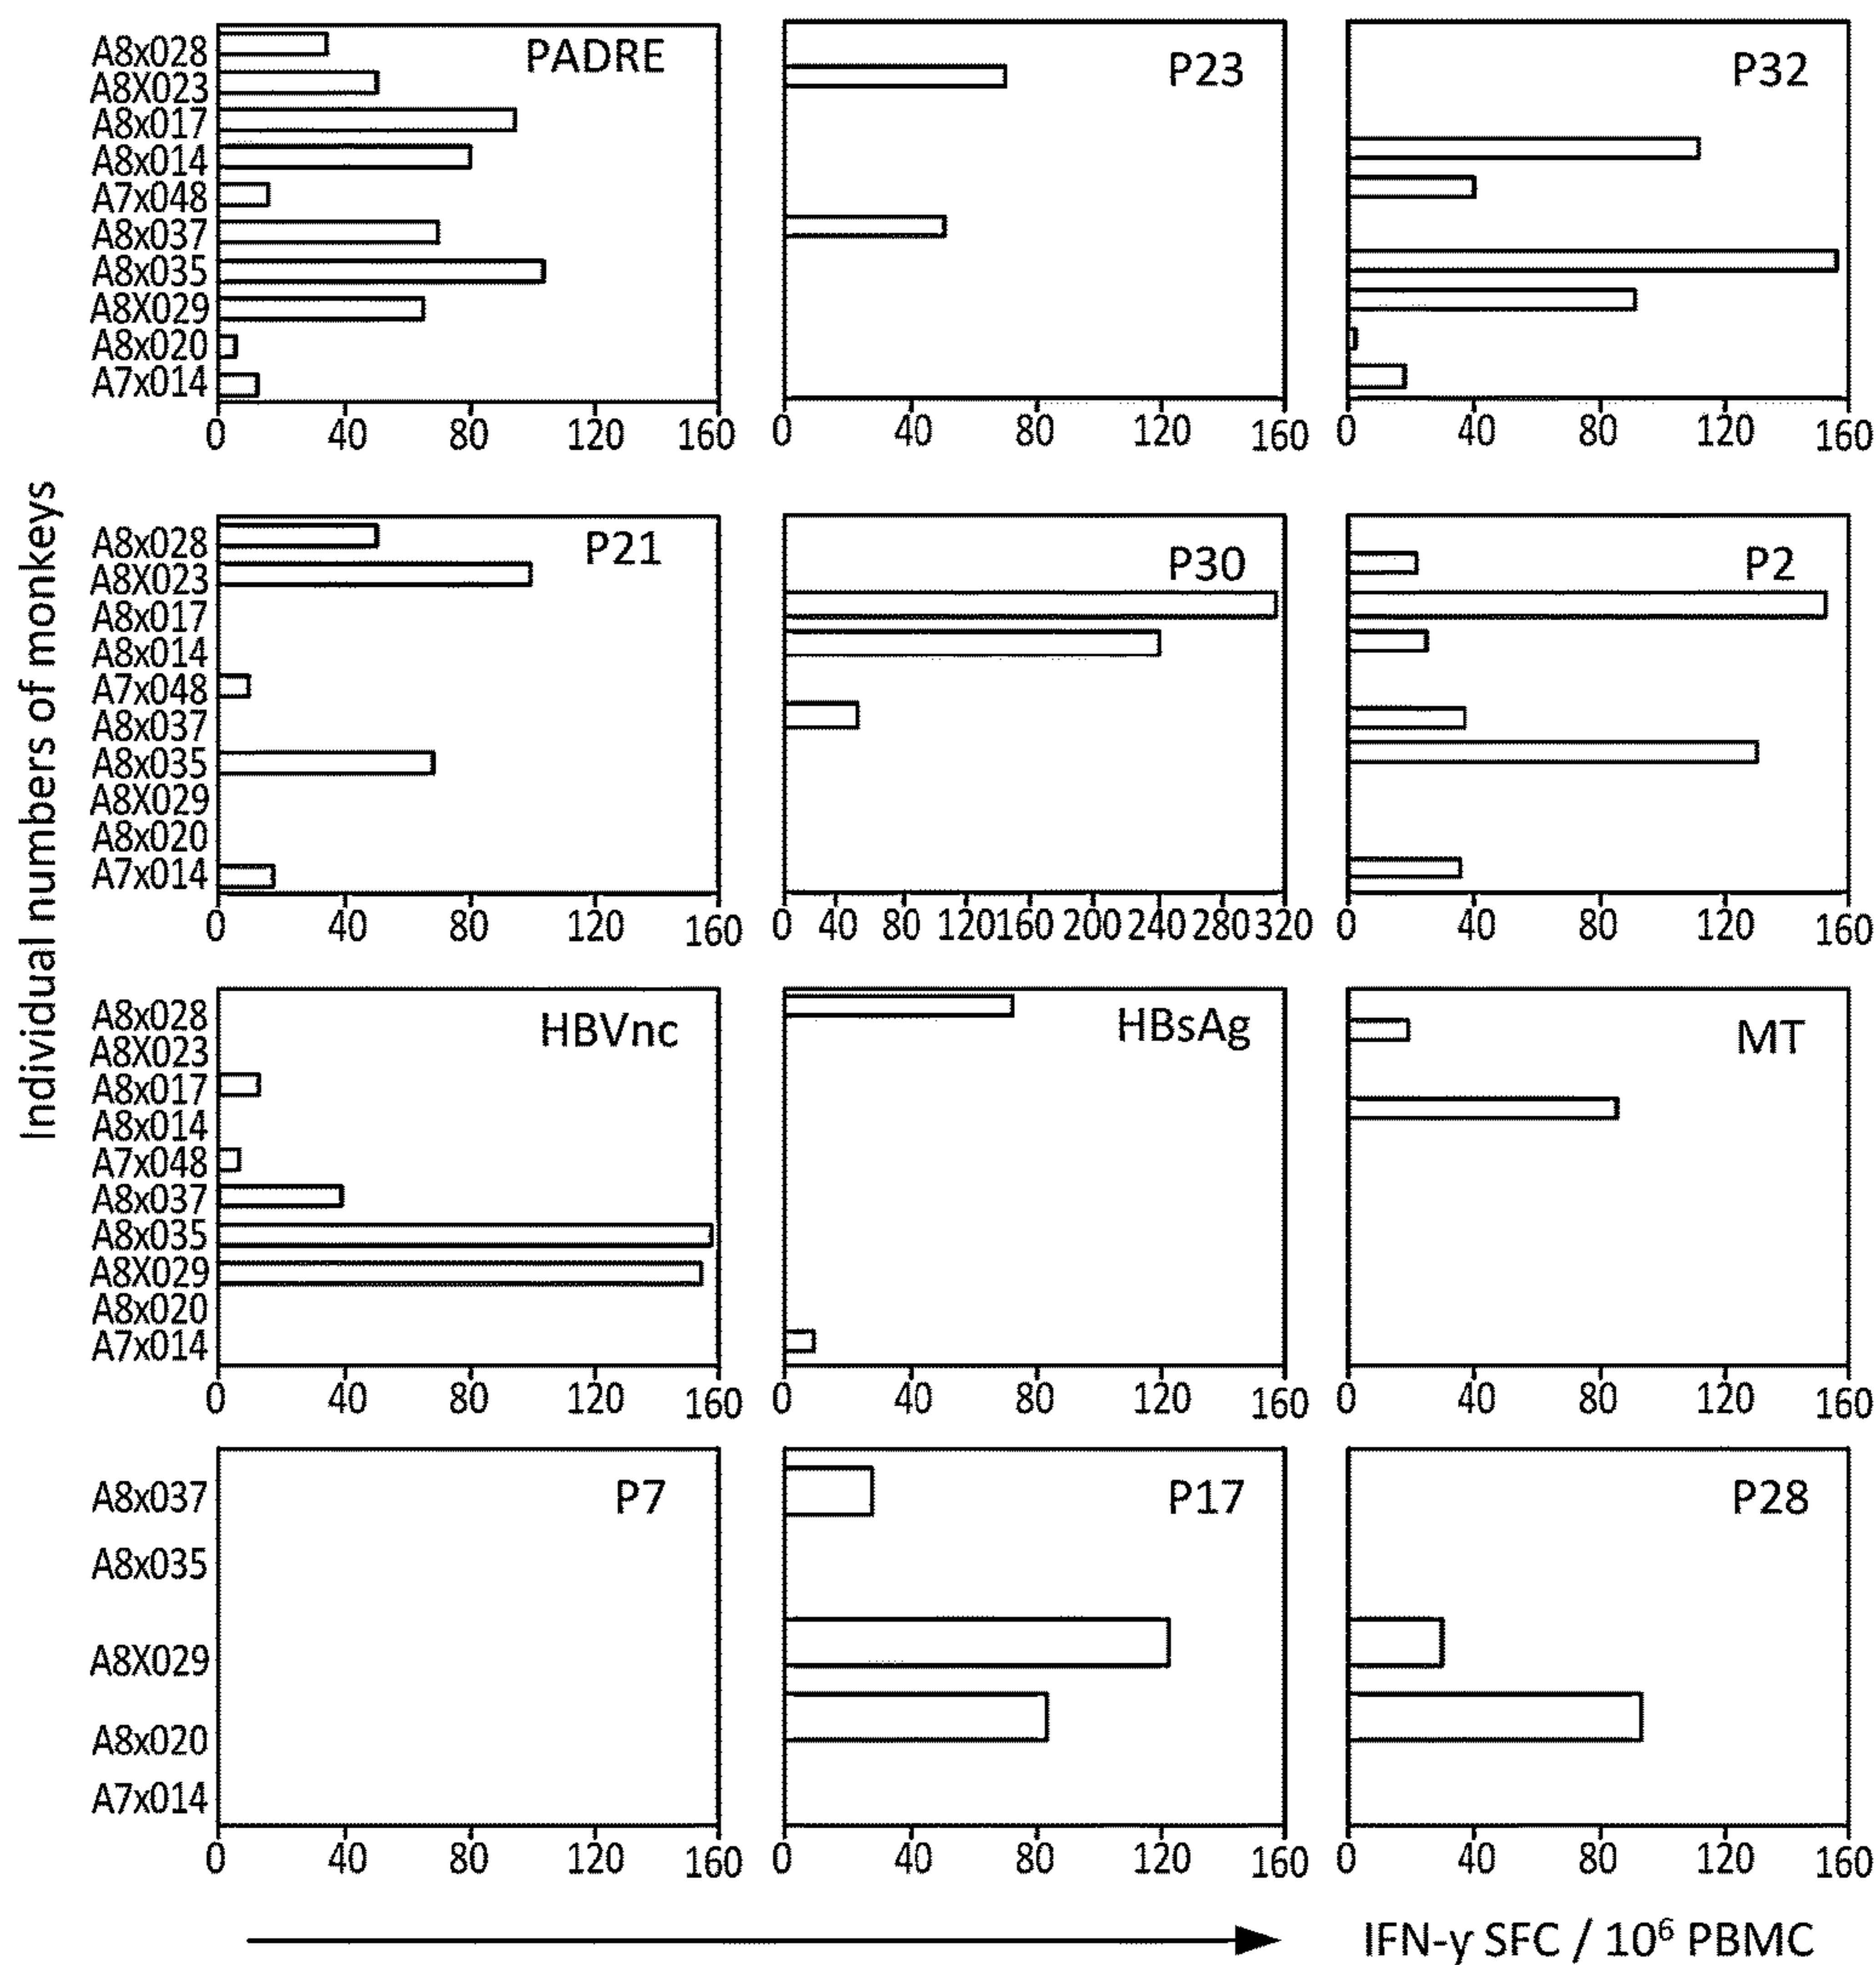 PADRE
P23
P32
A8x028
A8X023
A8x017
A8x014
A7x048
A8x037
A8x035
A8X029
A8x020
A7x014
0 40 80 120 160
0 40 80 120 160
0 40 80 120 160
Individual numbers of monkeys
P21
P30
P2
A8x028
A8X023
A8x017
A8x014
A7x048
A8x037
A8x035
A8X029
A8x020
A7x014
0 40 80 120 160
0 40 80 120 160 200 240 280 320
0 40 80 120 160
HBVnc
HBsAg
MT
A8x028
A8X023
A8x017
A8x014
A7x048
A8x037
A8x035
A8X029
A8x020
A7x014
0 40 80 120 160
0 40 80 120 160
0 40 80 120 160
P7
P17
P28
A8x037
A8x035
A8X029
A8x020
A7x014
0 40 80 120 160
0 40 80 120 160
0 40 80 120 160
IFN-y SFC / 10⁶ PBMC